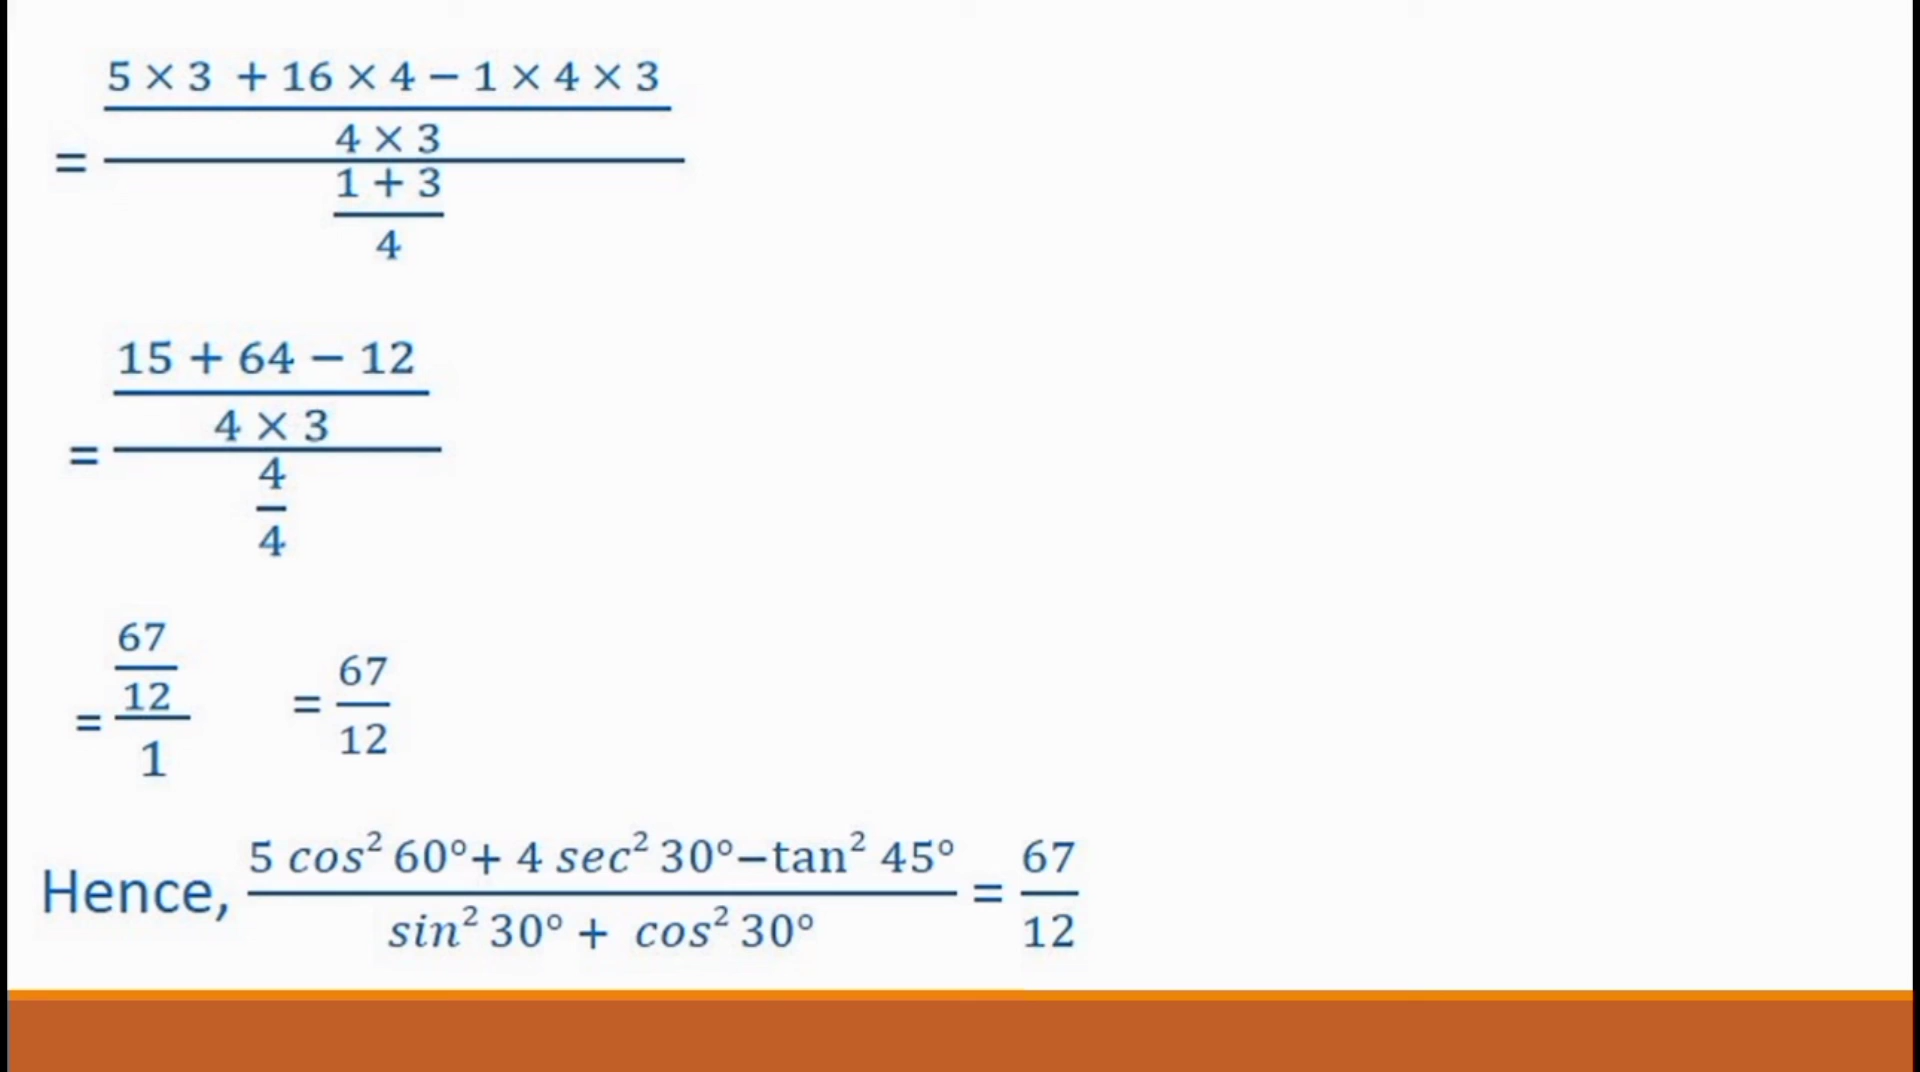 5 × 3 + 16 × 4 − 1 × 4 × 3
4 × 3
=
1 + 3
4
15 + 64 − 12
4 × 3
=
4
4
67
12
=
1
= 67/12
Hence, (5 cos² 60° + 4 sec² 30° − tan² 45°)/(sin² 30° + cos² 30°) = 67/12